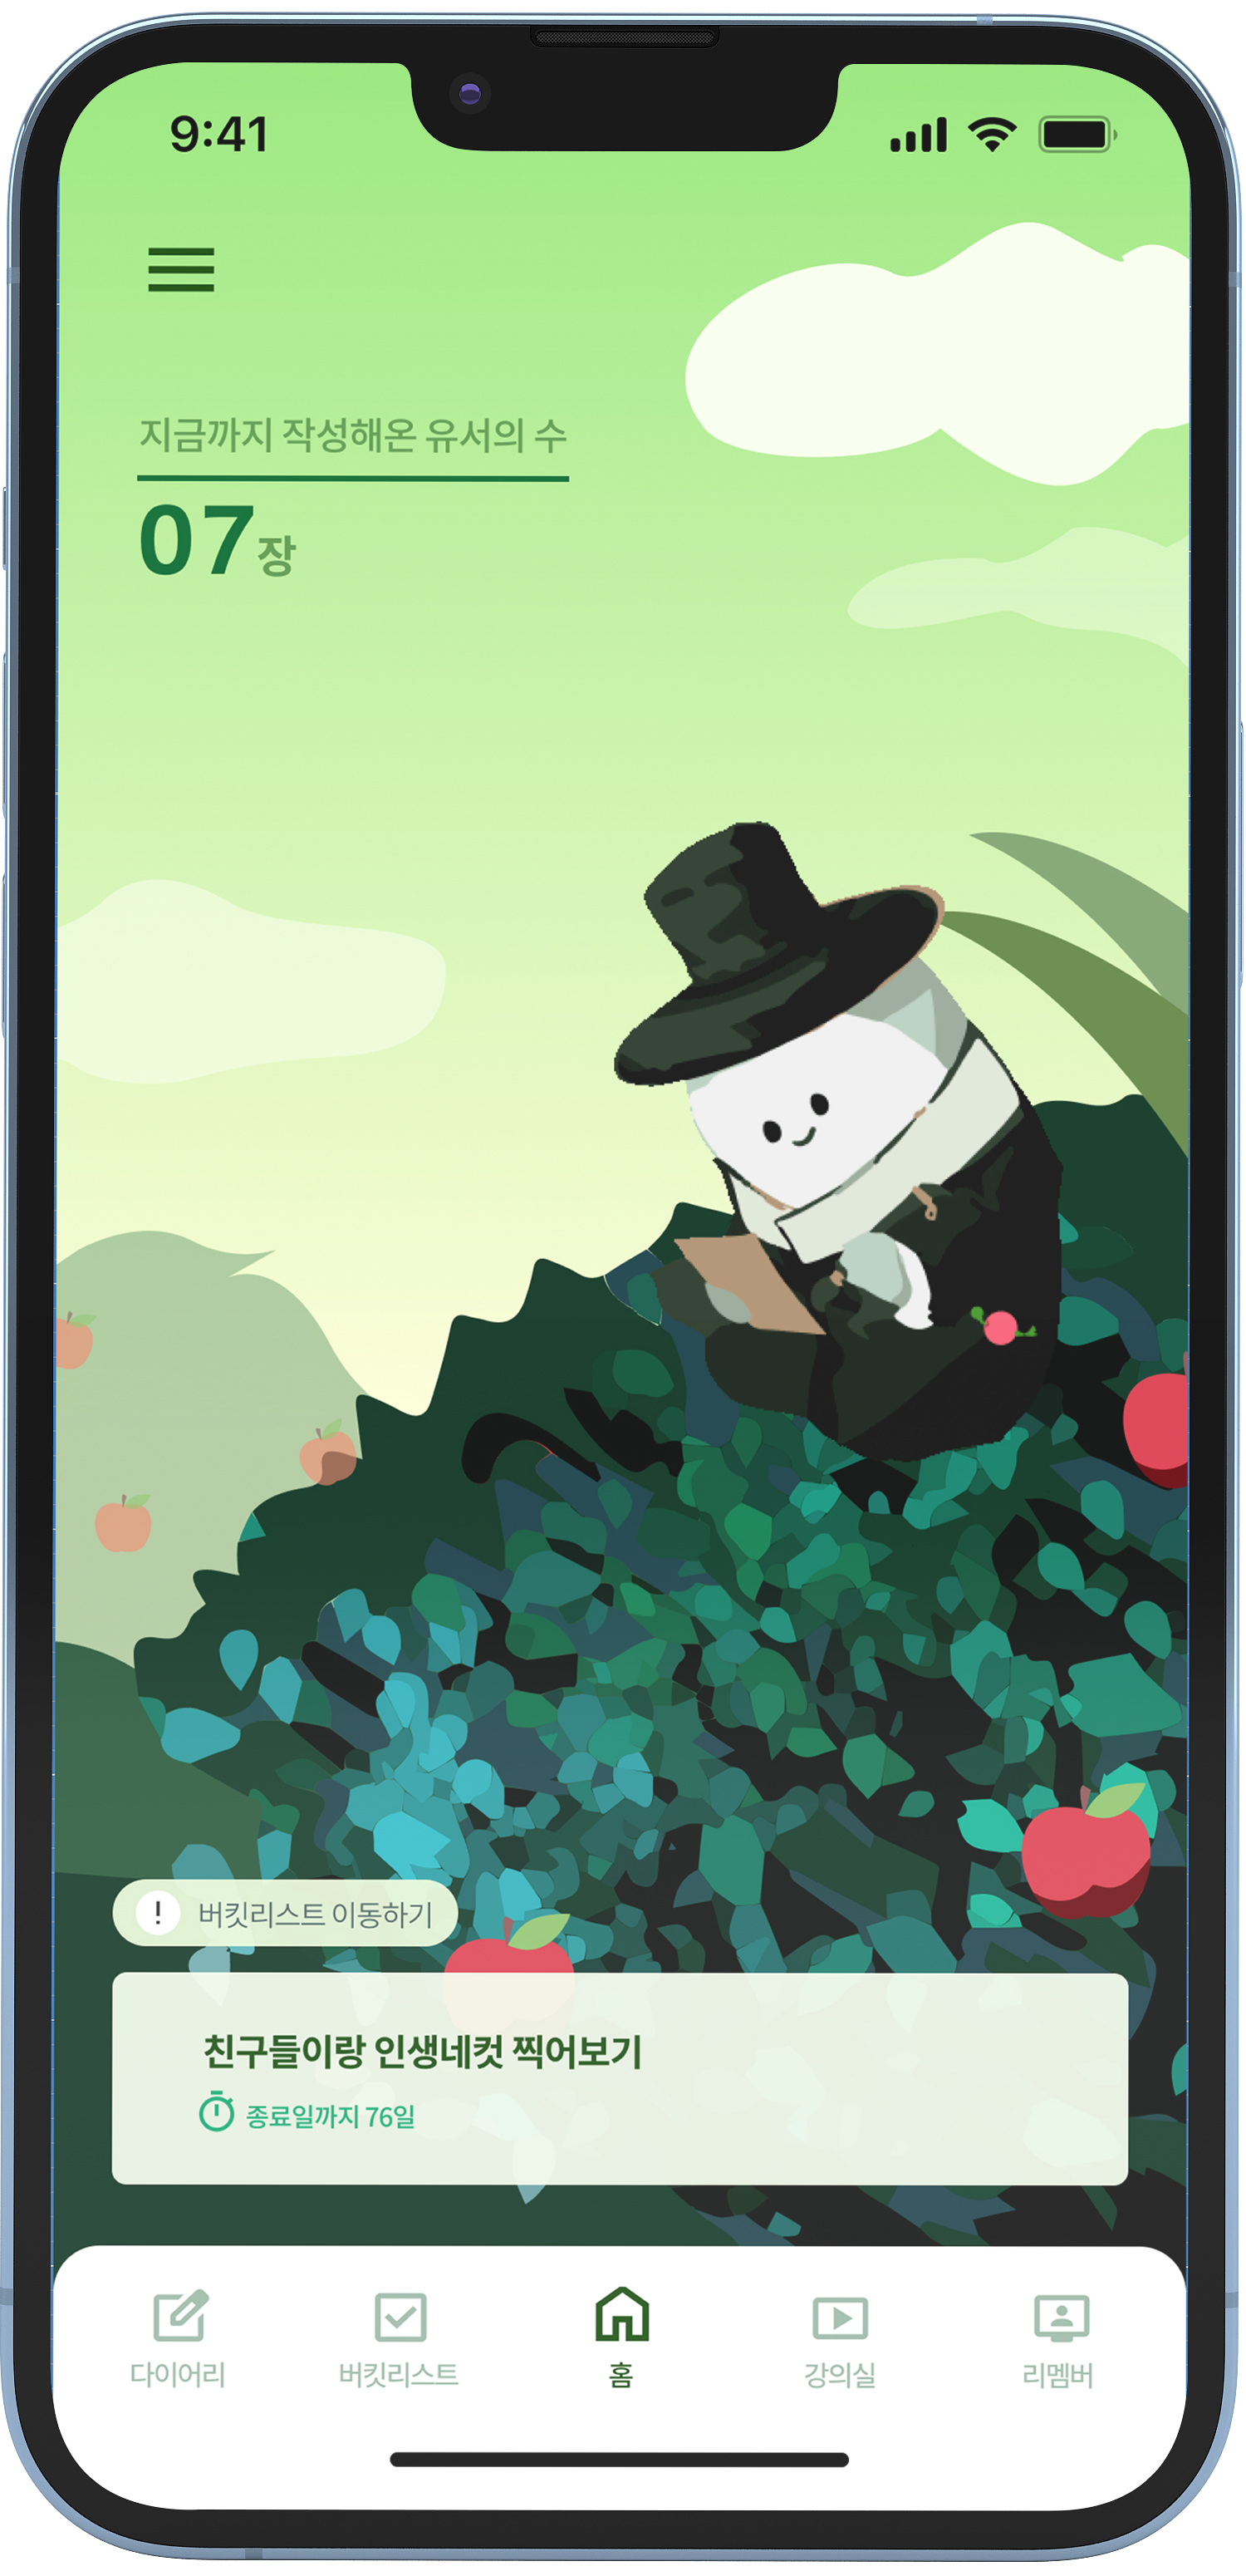 9:41
지금까지 작성해온 유서의 수
07장
! 버킷리스트 이동하기
친구들이랑 인생네컷 찍어보기
종료일까지 76일
다이어리 버킷리스트 홈 강의실 리멤버